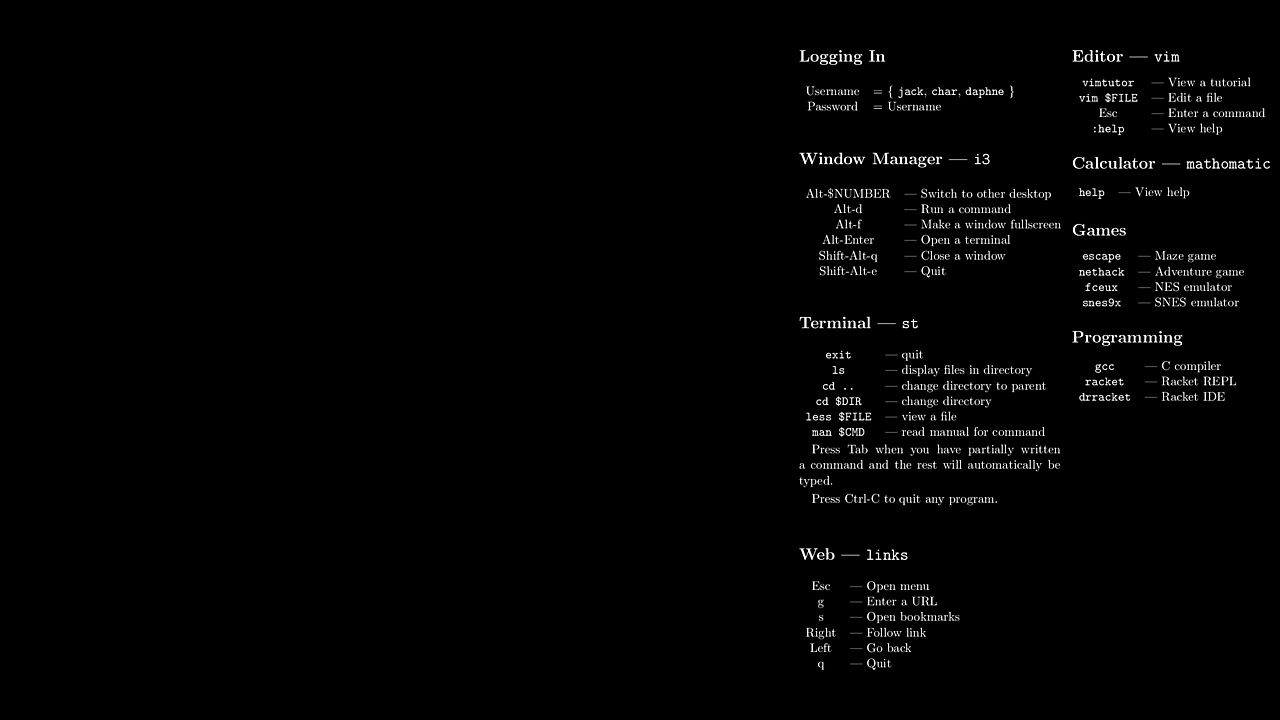 Logging In
Username = { jack, char, daphne }
Password = Username
Window Manager — i3
Alt-$NUMBER — Switch to other desktop
Alt-d — Run a command
Alt-f — Make a window fullscreen
Alt-Enter — Open a terminal
Shift-Alt-q — Close a window
Shift-Alt-e — Quit
Terminal — st
exit — quit
ls — display files in directory
cd .. — change directory to parent
cd $DIR — change directory
less $FILE — view a file
man $CMD — read manual for command
Press Tab when you have partially written
a command and the rest will automatically be
typed.
Press Ctrl-C to quit any program.
Web — links
Esc — Open menu
g — Enter a URL
s — Open bookmarks
Right — Follow link
Left — Go back
q — Quit
Editor — vim
vimtutor — View a tutorial
vim $FILE — Edit a file
Esc — Enter a command
:help — View help
Calculator — mathomatic
help — View help
Games
escape — Maze game
nethack — Adventure game
fceux — NES emulator
snes9x — SNES emulator
Programming
gcc — C compiler
racket — Racket REPL
drracket — Racket IDE